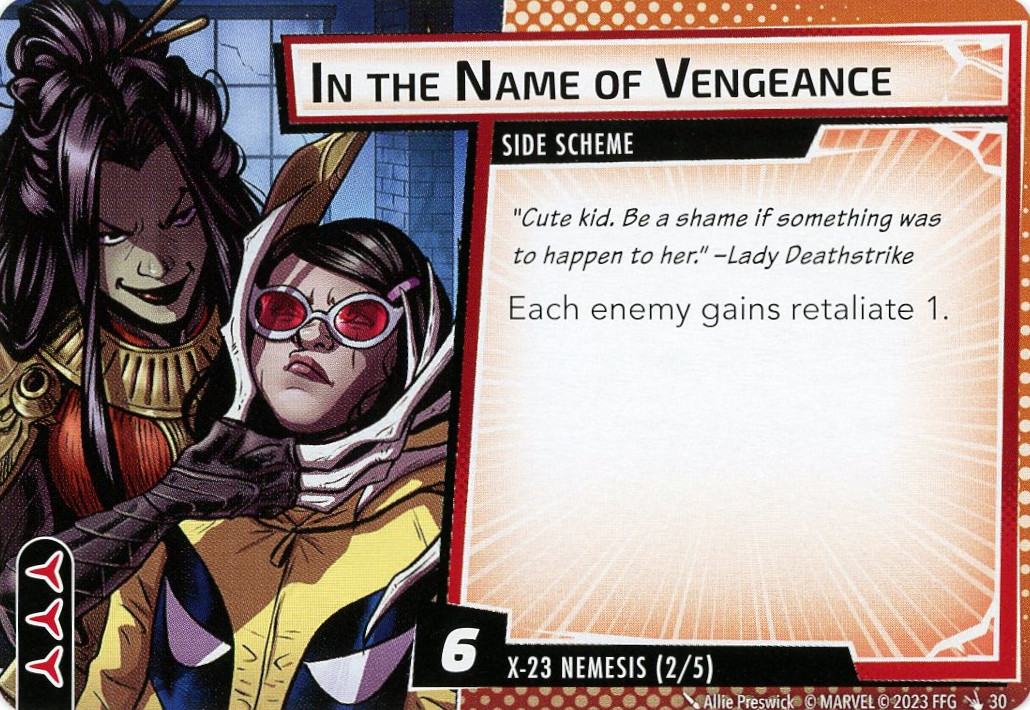 IN THE NAME OF VENGEANCE
SIDE SCHEME
"Cute kid. Be a shame if something was
to happen to her." –Lady Deathstrike
Each enemy gains retaliate 1.
6
X-23 NEMESIS (2/5)
Allie Preswick © MARVEL © 2023 FFG 30